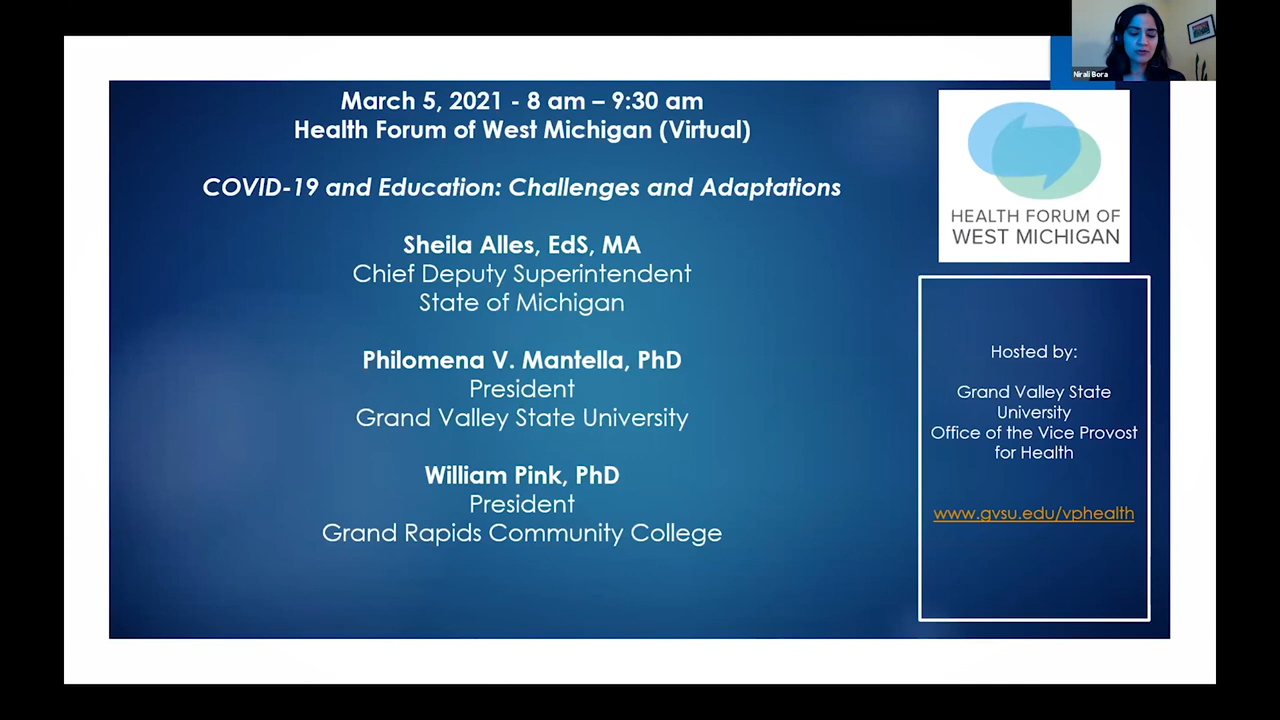 Nirali Bora
March 5, 2021 - 8 am – 9:30 am
Health Forum of West Michigan (Virtual)
COVID-19 and Education: Challenges and Adaptations
Sheila Alles, EdS, MA
Chief Deputy Superintendent
State of Michigan
Philomena V. Mantella, PhD
President
Grand Valley State University
William Pink, PhD
President
Grand Rapids Community College
HEALTH FORUM OF
WEST MICHIGAN
Hosted by:
Grand Valley State
University
Office of the Vice Provost
for Health
www.gvsu.edu/vphealth